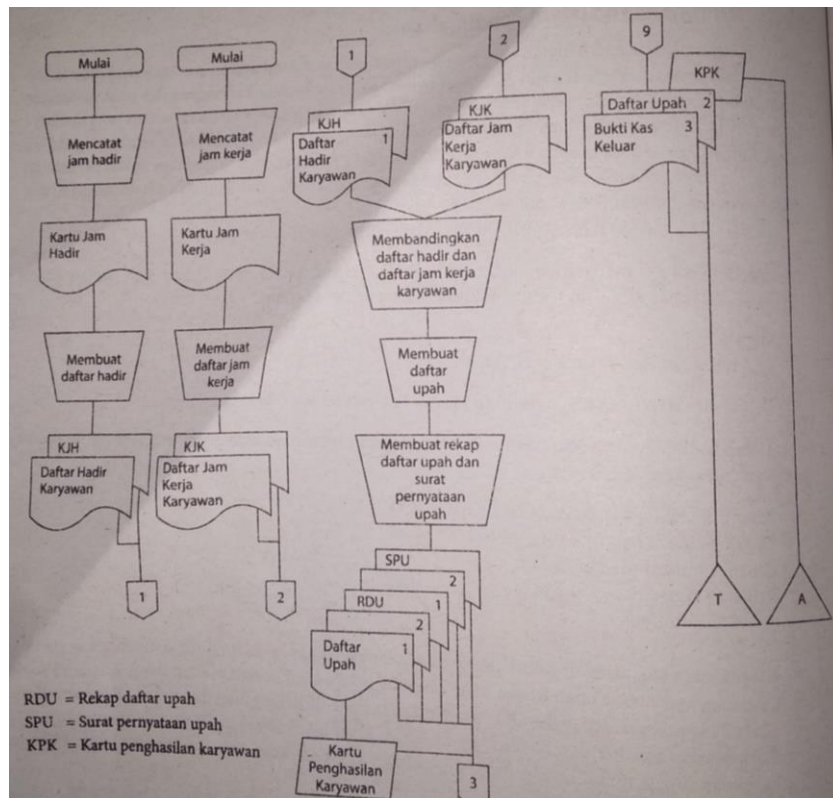 Mulai
Mencatat
jam hadir
Kartu Jam
Hadir
Membuat
daftar hadir
KJH
Daftar Hadir
Karyawan
1
Mulai
Mencatat
jam kerja
Kartu Jam
Kerja
Membuat
daftar jam
kerja
KJK
Daftar Jam
Kerja
Karyawan
2
1
KJH
Daftar 1
Hadir
Karyawan
2
KJK
Daftar Jam
Kerja
Karyawan
Membandingkan
daftar hadir dan
daftar jam kerja
karyawan
Membuat
daftar
upah
Membuat rekap
daftar upah dan
surat
pernyataan
upah
SPU
2
RDU 1
2
Daftar 1
Upah
Kartu
Penghasilan
Karyawan
3
9
KPK
Daftar Upah 2
Bukti Kas 3
Keluar
T
A
RDU = Rekap daftar upah
SPU = Surat pernyataan upah
KPK = Kartu penghasilan karyawan